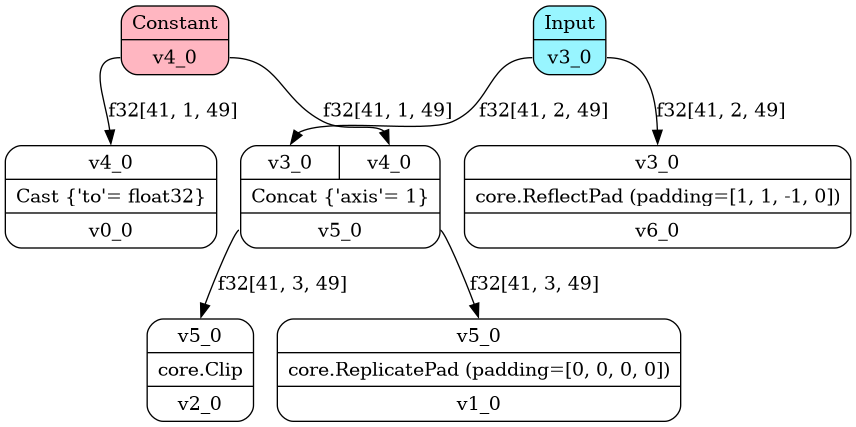 Constant
v4_0
Input
v3_0
f32[41, 1, 49]
f32[41, 1, 49]
f32[41, 2, 49]
f32[41, 2, 49]
v4_0
Cast {'to'= float32}
v0_0
v3_0
v4_0
Concat {'axis'= 1}
v5_0
v3_0
core.ReflectPad (padding=[1, 1, -1, 0])
v6_0
f32[41, 3, 49]
f32[41, 3, 49]
v5_0
core.Clip
v2_0
v5_0
core.ReplicatePad (padding=[0, 0, 0, 0])
v1_0